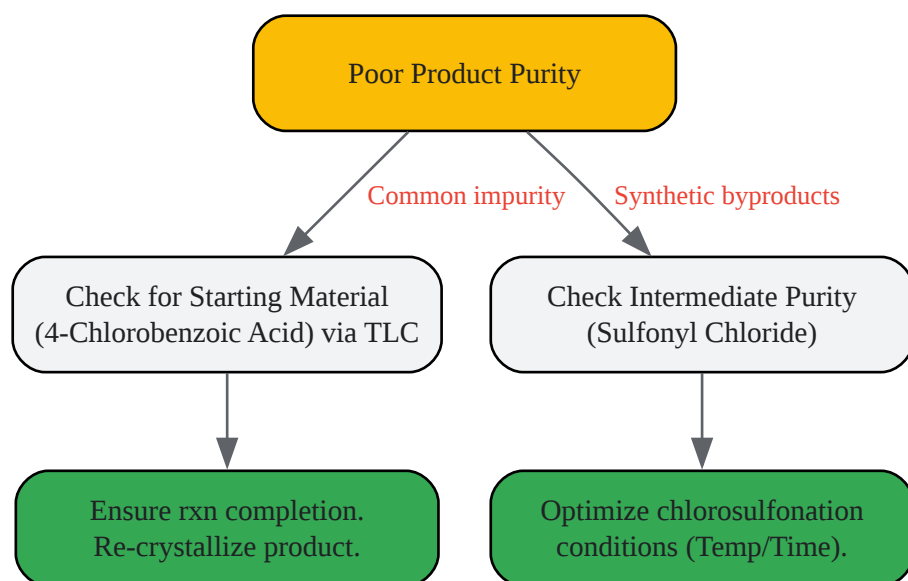 Poor Product Purity
Common impurity
Synthetic byproducts
Check for Starting Material
(4-Chlorobenzoic Acid) via TLC
Check Intermediate Purity
(Sulfonyl Chloride)
Ensure rxn completion.
Re-crystallize product.
Optimize chlorosulfonation
conditions (Temp/Time).